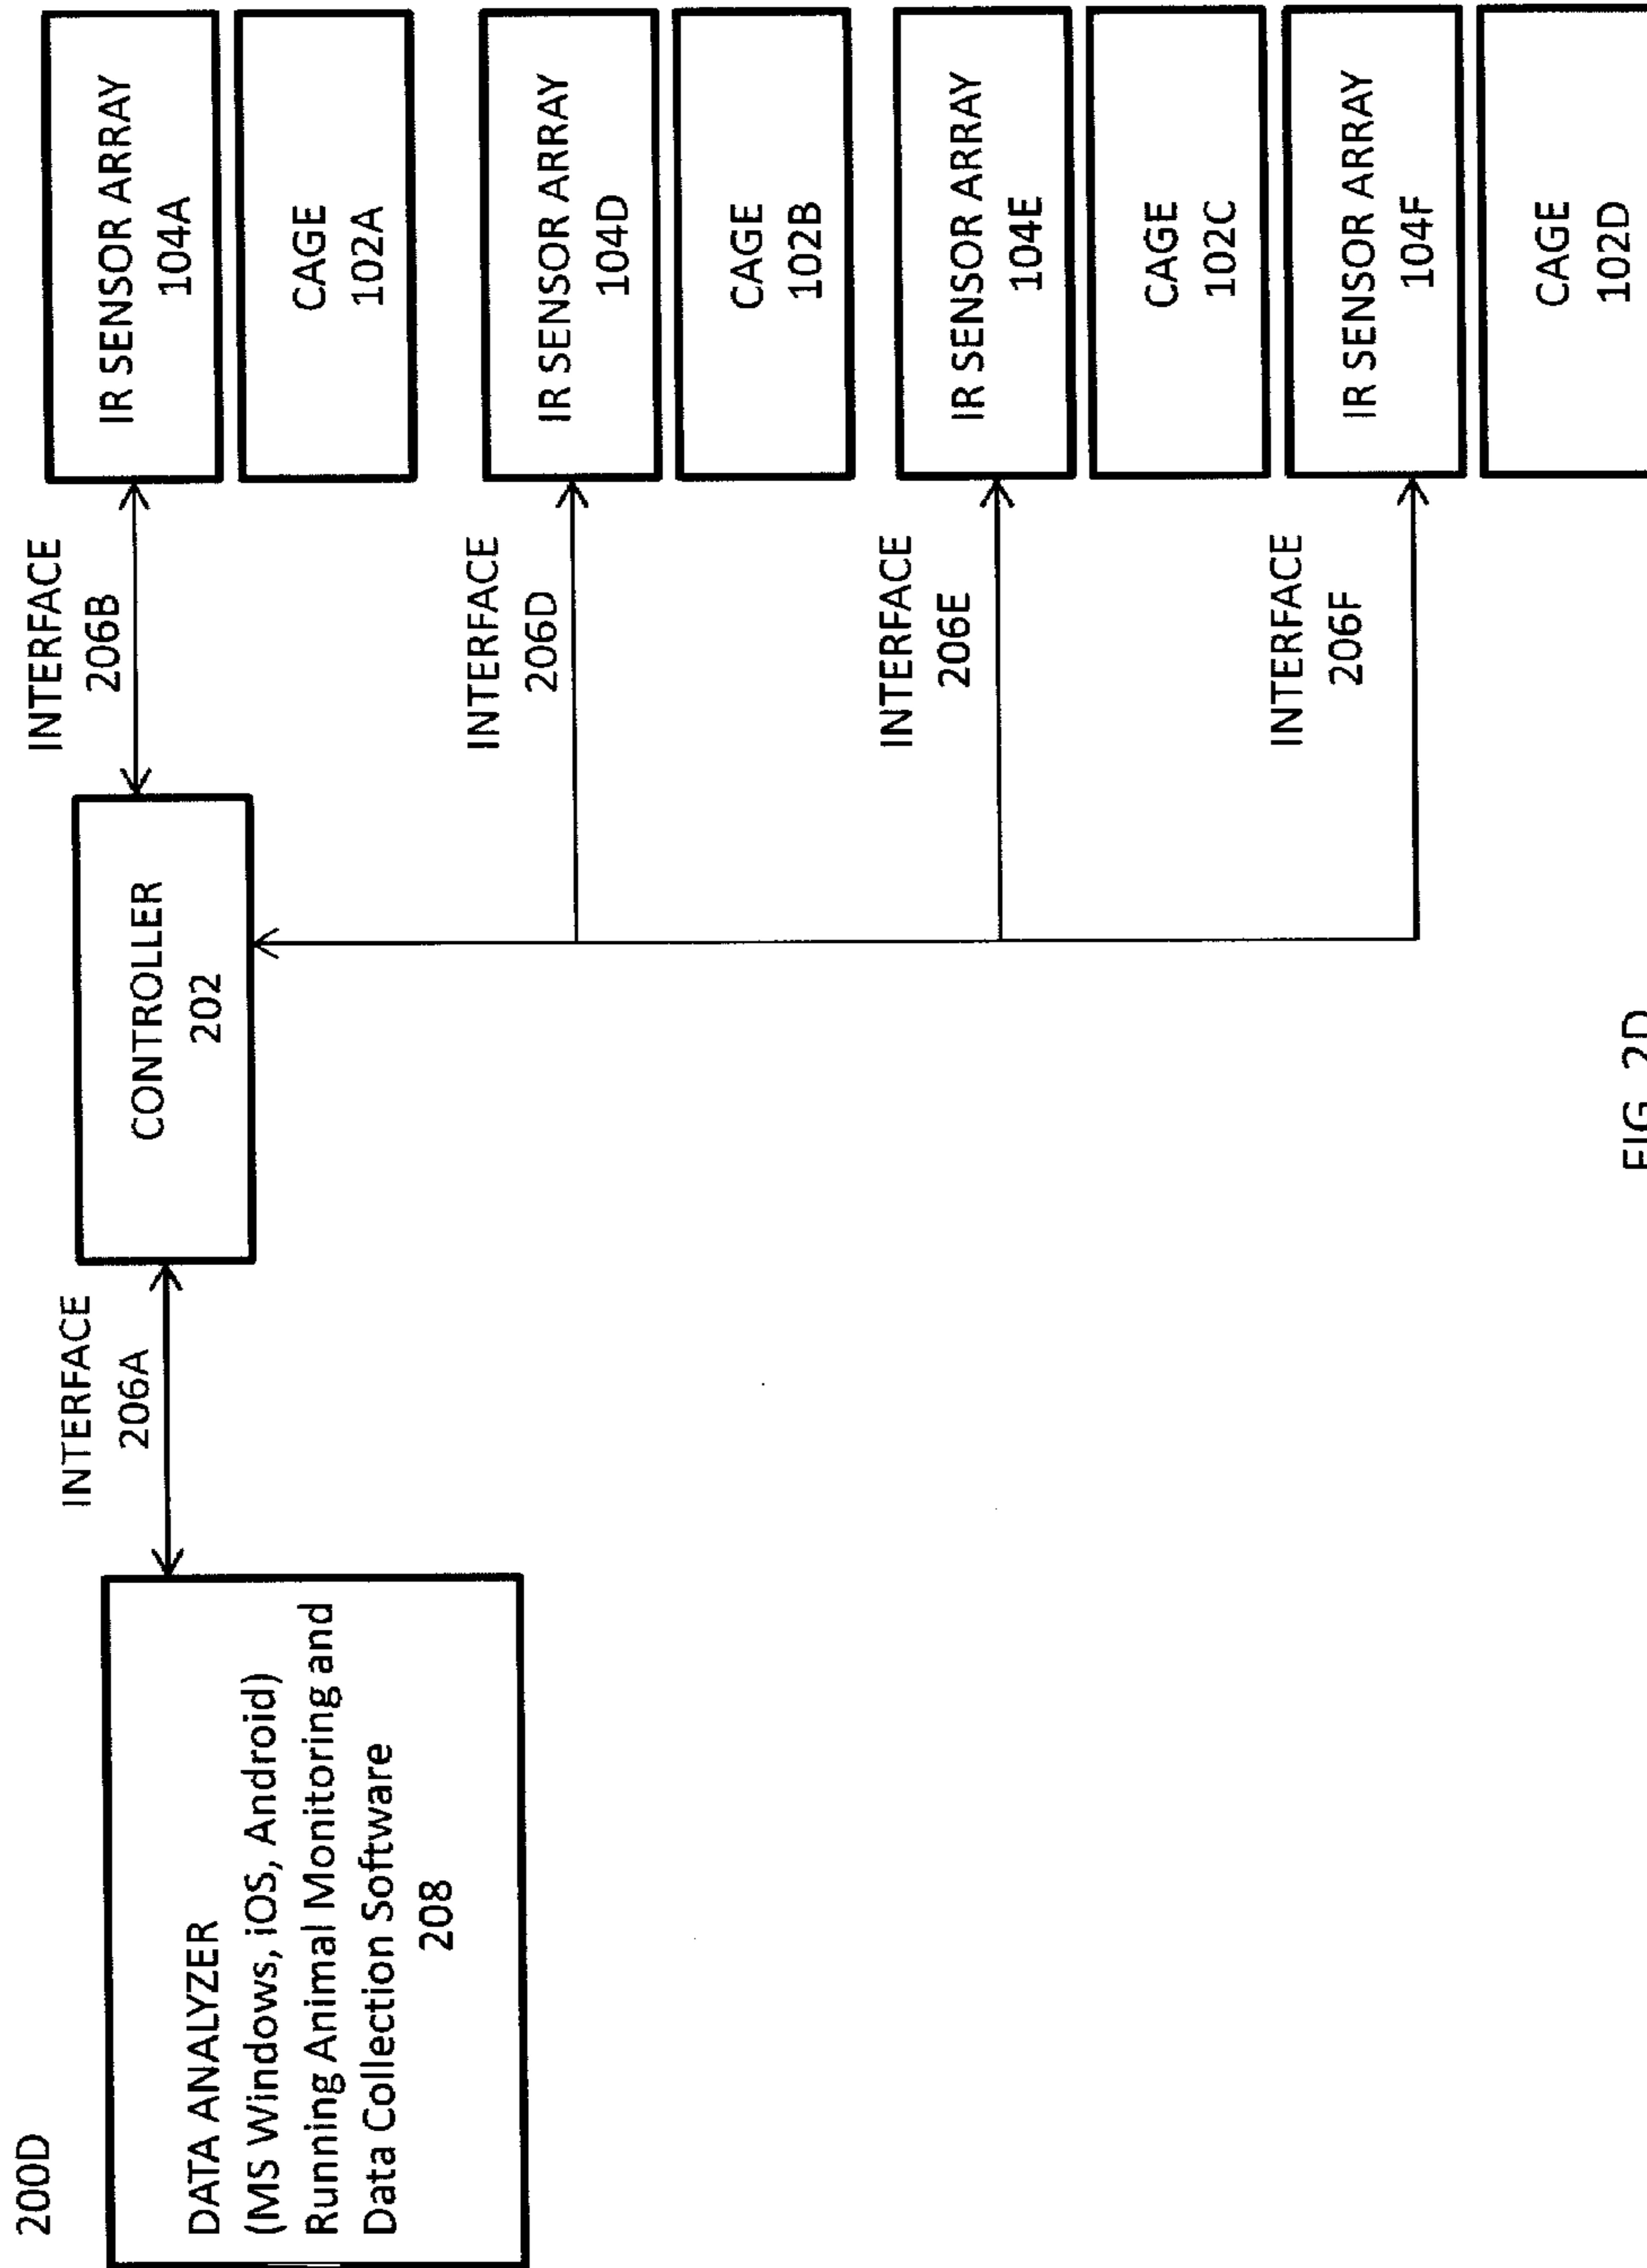 200D
DATA ANALYZER
(MS Windows, iOS, Android)
Running Animal Monitoring and
Data Collection Software
208
INTERFACE
206A
CONTROLLER
202
INTERFACE
206B
IR SENSOR ARRAY
104A
CAGE
102A
INTERFACE
206D
IR SENSOR ARRAY
104D
CAGE
102B
INTERFACE
206E
IR SENSOR ARRAY
104E
CAGE
102C
INTERFACE
206F
IR SENSOR ARRAY
104F
CAGE
102D
FIG. 2D